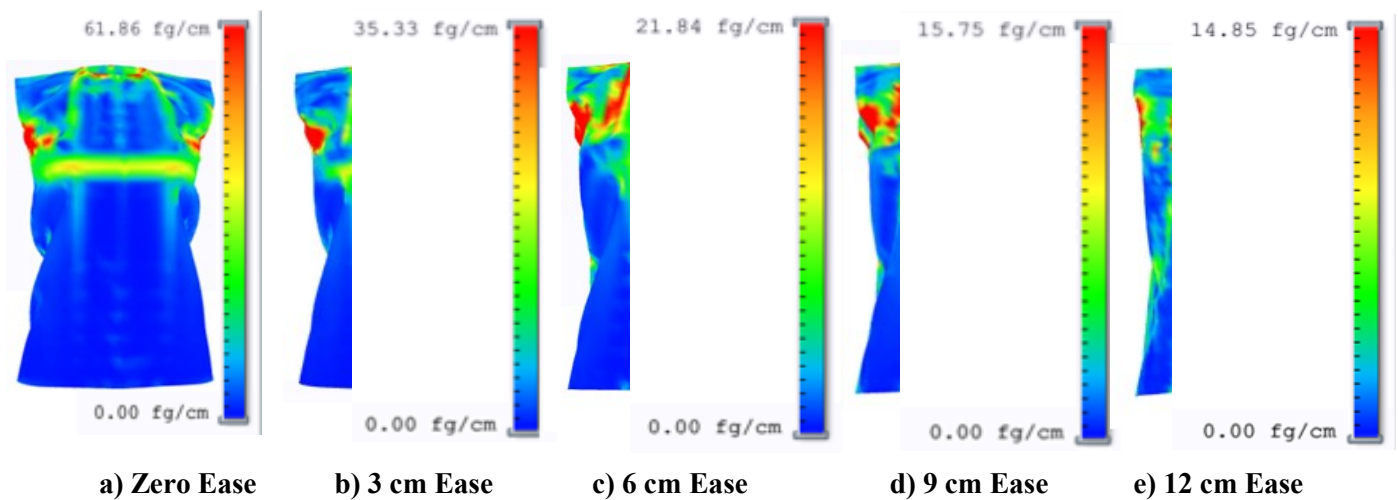 61.86 fg/cm
35.33 fg/cm
21.84 fg/cm
15.75 fg/cm
14.85 fg/cm
0.00 fg/cm
0.00 fg/cm
0.00 fg/cm
0.00 fg/cm
0.00 fg/cm
a) Zero Ease
b) 3 cm Ease
c) 6 cm Ease
d) 9 cm Ease
e) 12 cm Ease